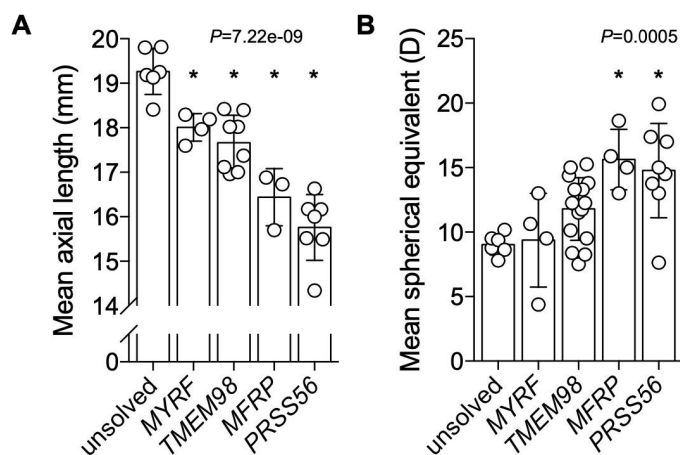 A
P=7.22e-09
Mean axial length (mm)
20
19
18
17
16
15
14
0
* * * *
unsolved
MYRF
TMEM98
MFRP
PRSS56
B
P=0.0005
Mean spherical equivalent (D)
25
20
15
10
5
0
* *
unsolved
MYRF
TMEM98
MFRP
PRSS56